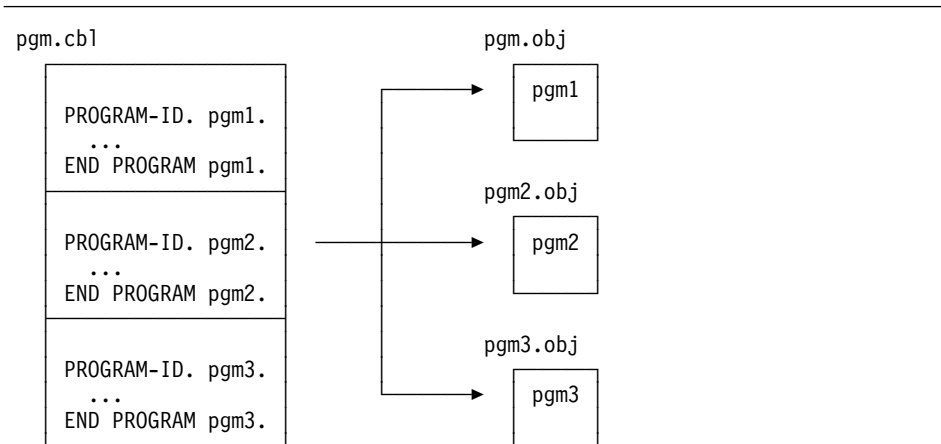 pgm.cbl
PROGRAM-ID. pgm1.
...
END PROGRAM pgm1.
PROGRAM-ID. pgm2.
...
END PROGRAM pgm2.
PROGRAM-ID. pgm3.
...
END PROGRAM pgm3.
pgm.obj
pgm1
pgm2.obj
pgm2
pgm3.obj
pgm3